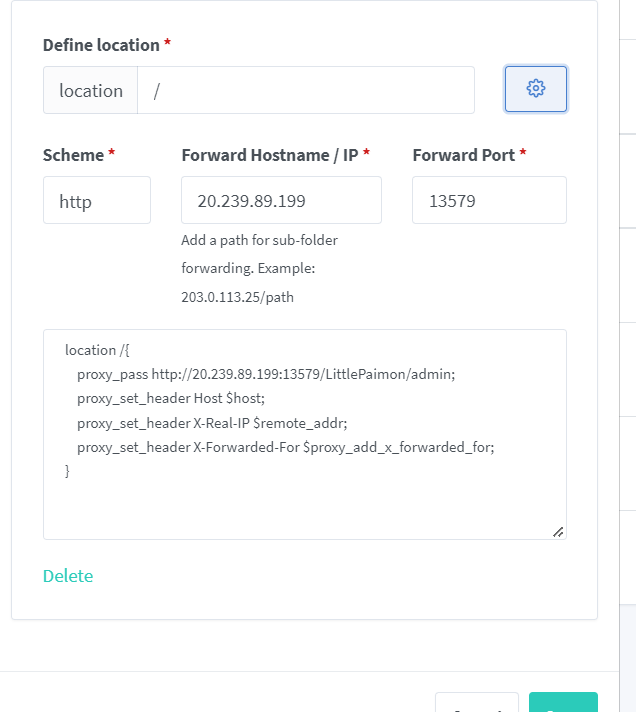 Define location *
location /
Scheme * Forward Hostname / IP * Forward Port *
http 20.239.89.199 13579
Add a path for sub-folder
forwarding. Example:
203.0.113.25/path
location /{
proxy_pass http://20.239.89.199:13579/LittlePaimon/admin;
proxy_set_header Host $host;
proxy_set_header X-Real-IP $remote_addr;
proxy_set_header X-Forwarded-For $proxy_add_x_forwarded_for;
}
Delete